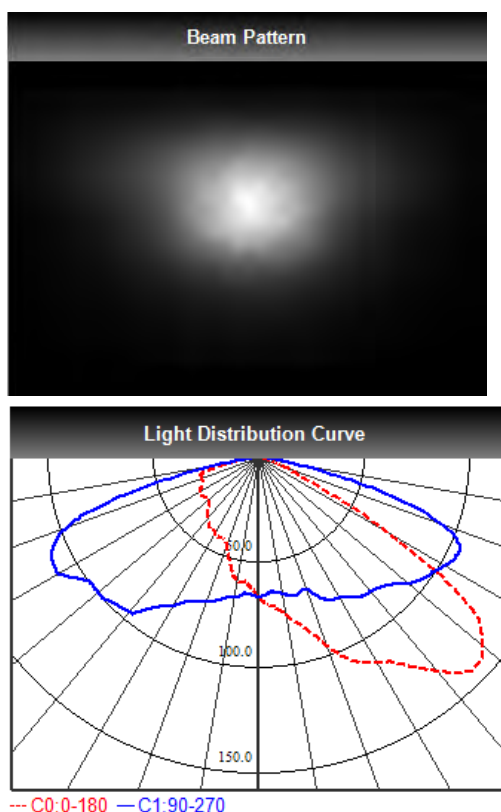 Beam Pattern
Light Distribution Curve
50.0
100.0
150.0
--- C0:0-180 — C1:90-270